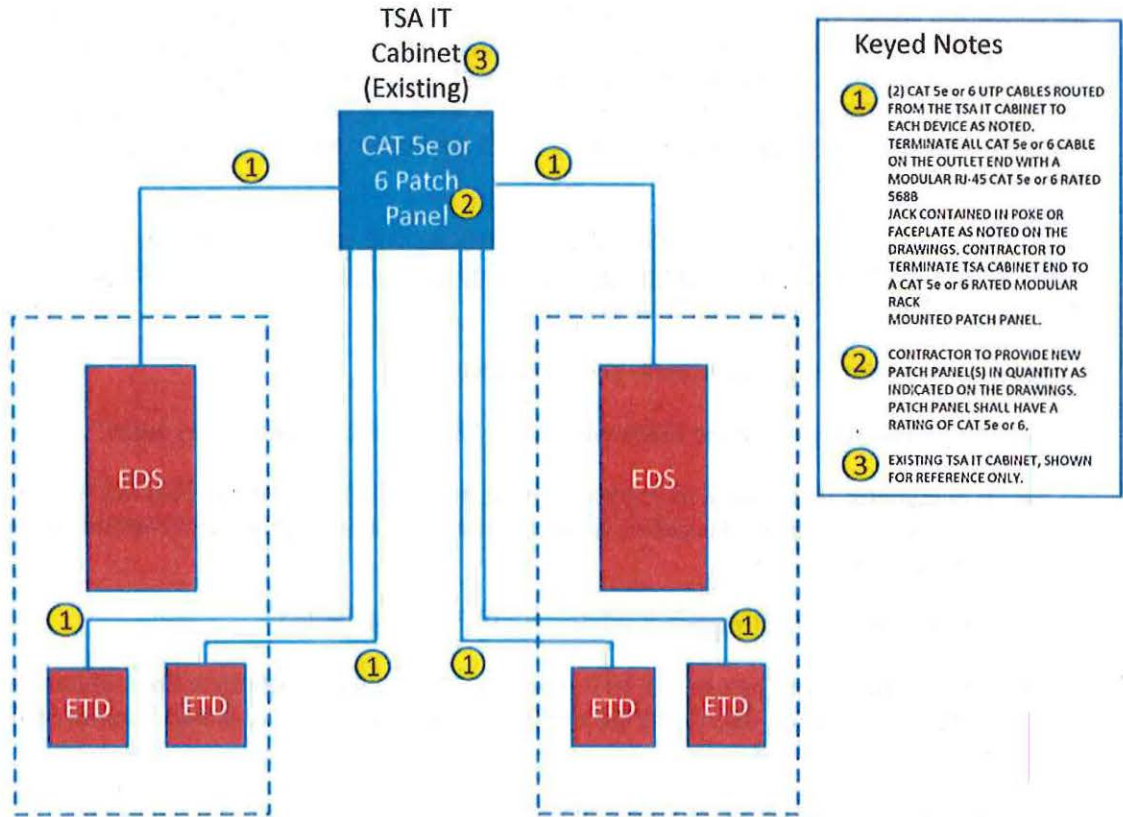 TSA IT
Cabinet 3
(Existing)
CAT 5e or
6 Patch
Panel 2
1
1
EDS
EDS
1
1
1
1
ETD
ETD
ETD
ETD
Keyed Notes
1 (2) CAT 5e or 6 UTP CABLES ROUTED
FROM THE TSA IT CABINET TO
EACH DEVICE AS NOTED.
TERMINATE ALL CAT 5e or 6 CABLE
ON THE OUTLET END WITH A
MODULAR RJ-45 CAT 5e or 6 RATED
568B
JACK CONTAINED IN POKE OR
FACEPLATE AS NOTED ON THE
DRAWINGS. CONTRACTOR TO
TERMINATE TSA CABINET END TO
A CAT 5e or 6 RATED MODULAR
RACK
MOUNTED PATCH PANEL.
2 CONTRACTOR TO PROVIDE NEW
PATCH PANEL(S) IN QUANTITY AS
INDICATED ON THE DRAWINGS.
PATCH PANEL SHALL HAVE A
RATING OF CAT 5e or 6.
3 EXISTING TSA IT CABINET, SHOWN
FOR REFERENCE ONLY.